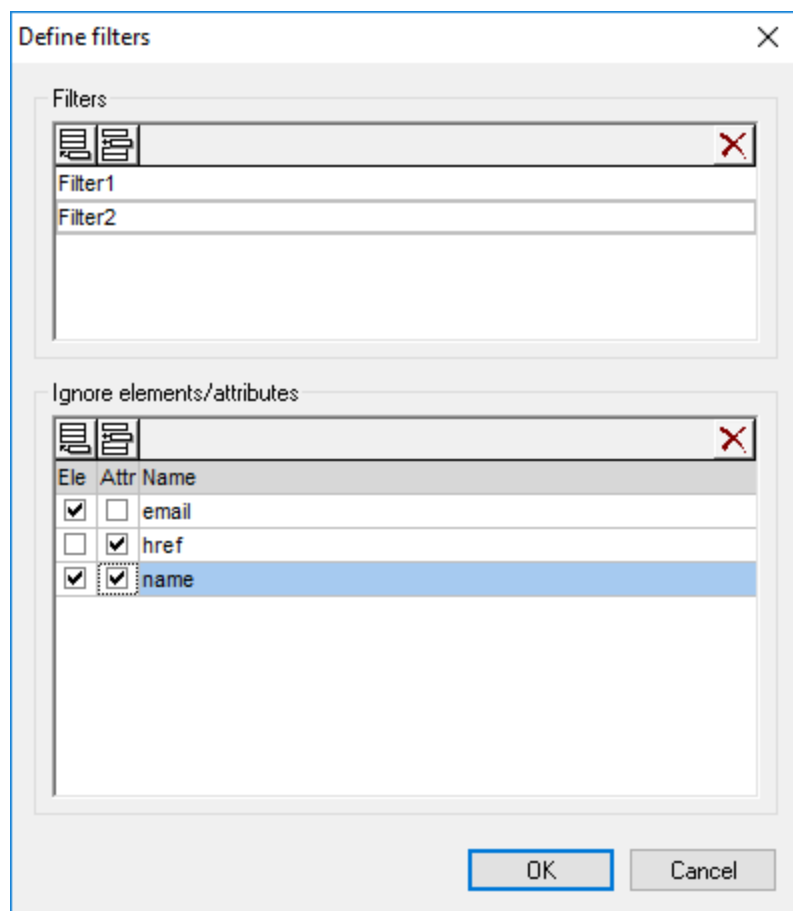 Define filters
Filters
Filter1
Filter2
Ignore elements/attributes
Ele Attr Name
email
href
name
OK Cancel